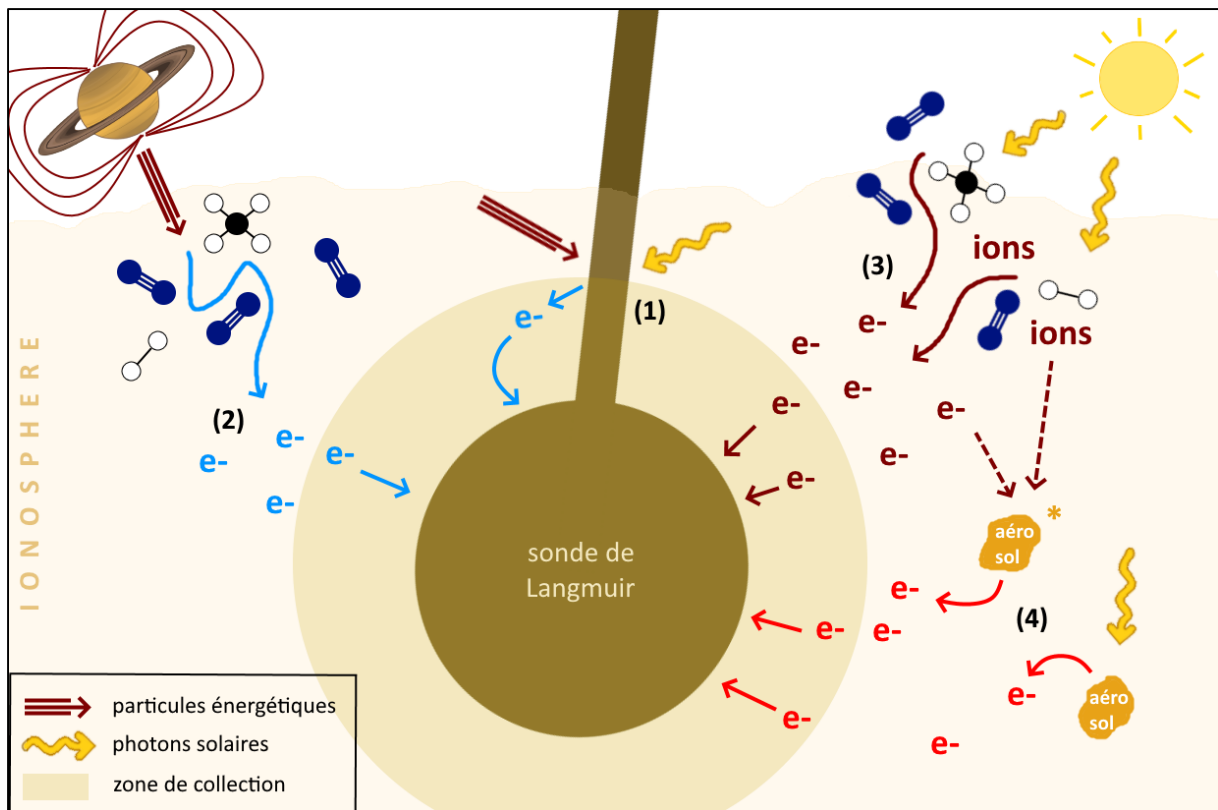 ions
(3)
(1)
e-
ions
e-
e-
e-
e-
e-
(2)
e-
e-
e-
e-
e-
e-
IONOSPHERE
sonde de
Langmuir
*
aéro
sol
e-
(4)
e-
e-
e-
aéro
sol
e-
e-
particules énergétiques
photons solaires
zone de collection